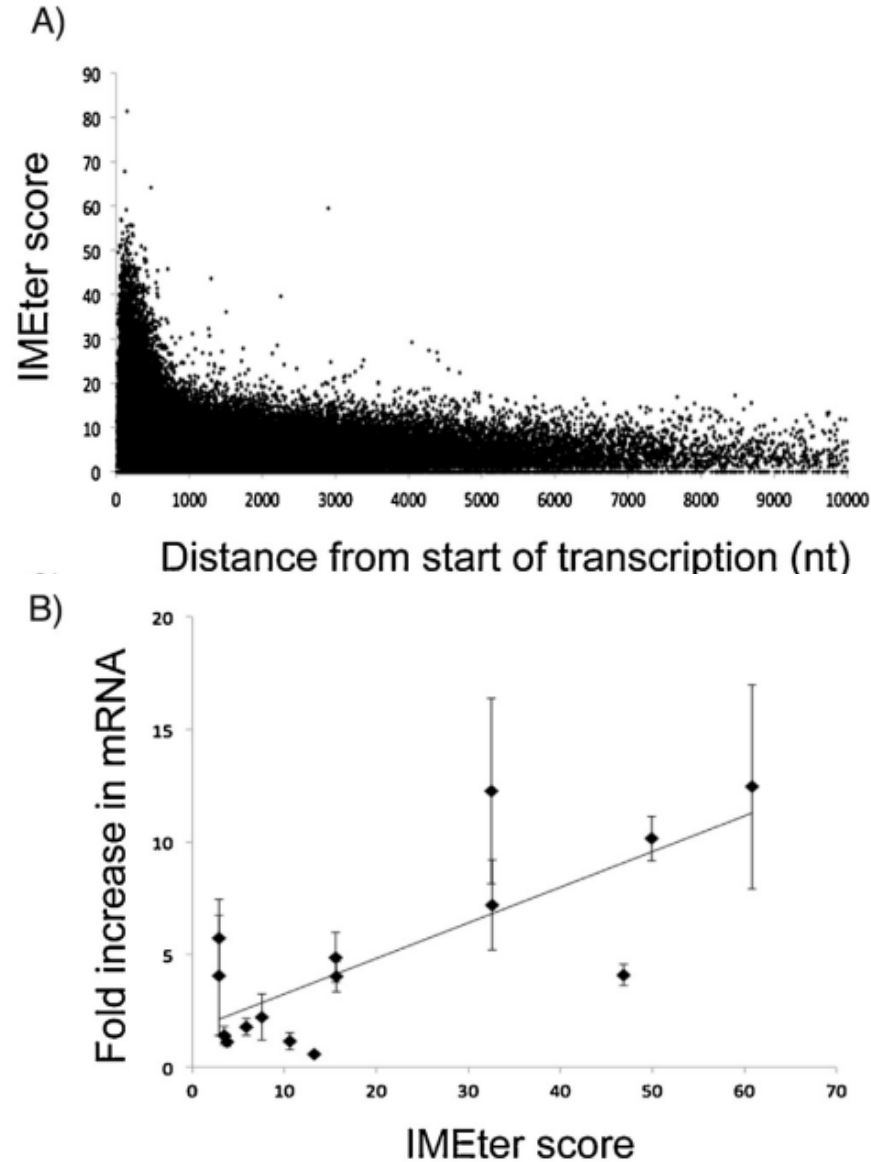 A)
IMEter score
90
80
70
60
50
40
30
20
10
0
0 1000 2000 3000 4000 5000 6000 7000 8000 9000 10000
Distance from start of transcription (nt)
B)
Fold increase in mRNA
20
15
10
5
0
0 10 20 30 40 50 60 70
IMEter score